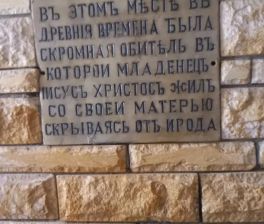 ВЪ ЭТОМЪ МѢСТѢ ВЪ
ДРЕВНІЯ ВРЕМЕНА БЫЛА
СКРОМНАЯ ОБИТЕЛЬ ВЪ
КОТОРОЙ МЛАДЕНЕЦЪ
ІИСУСЪ ХРИСТОСЪ ЖИЛЪ
СО СВОЕЙ МАТЕРЬЮ
СКРЫВАЯСЬ ОТЪ ИРОДА